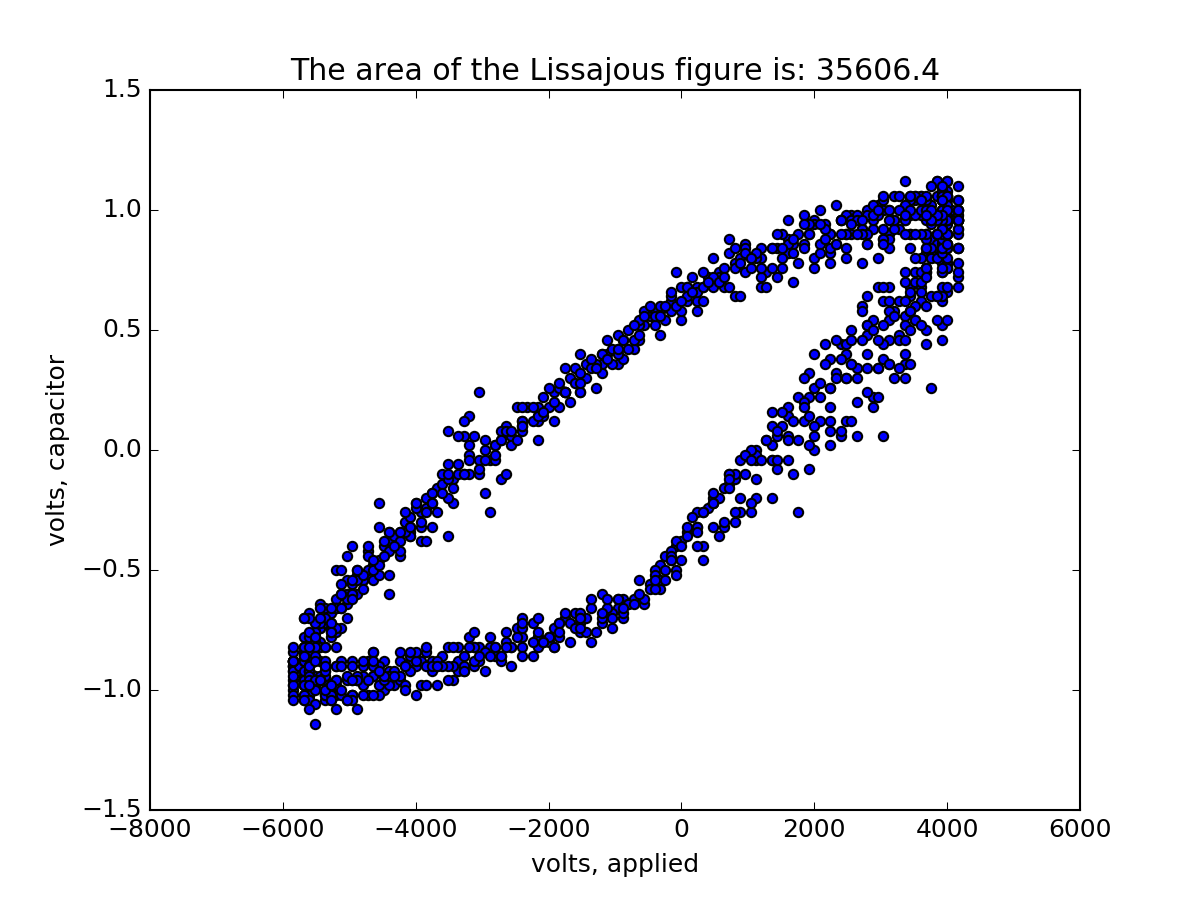 The area of the Lissajous figure is: 35606.4
1.5
1.0
0.5
0.0
−0.5
−1.0
−1.5
volts, capacitor
−8000 −6000 −4000 −2000 0 2000 4000 6000
volts, applied